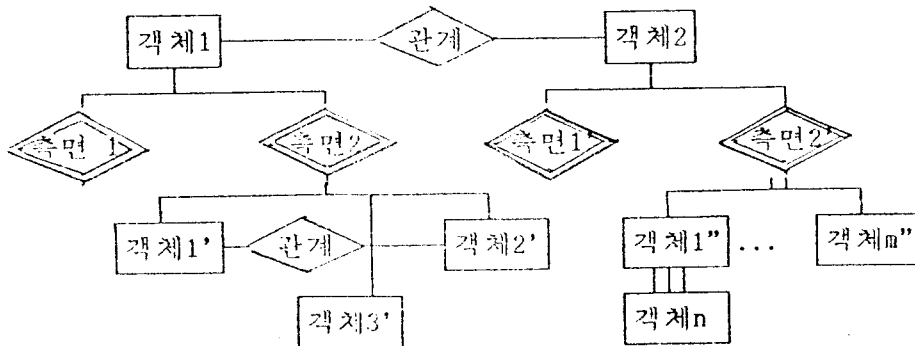 객체1 관계 객체2
측면 1 측면2 측면1' 측면2'
객체1' 관계 객체2' 객체1" ... 객체m"
객체3' 객체n